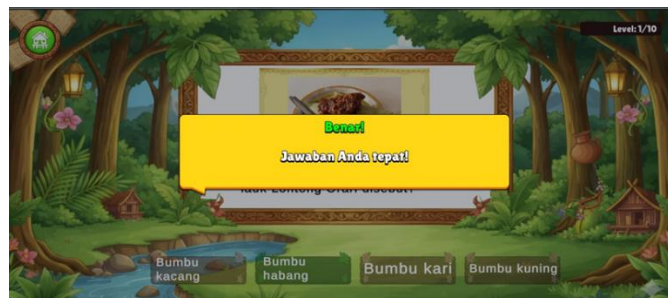 Level: 1/10
Benar!
Jawaban Anda tepat!
lauk Lontong Orari disebut?
Bumbu
kacang
Bumbu
habang
Bumbu kari
Bumbu kuning